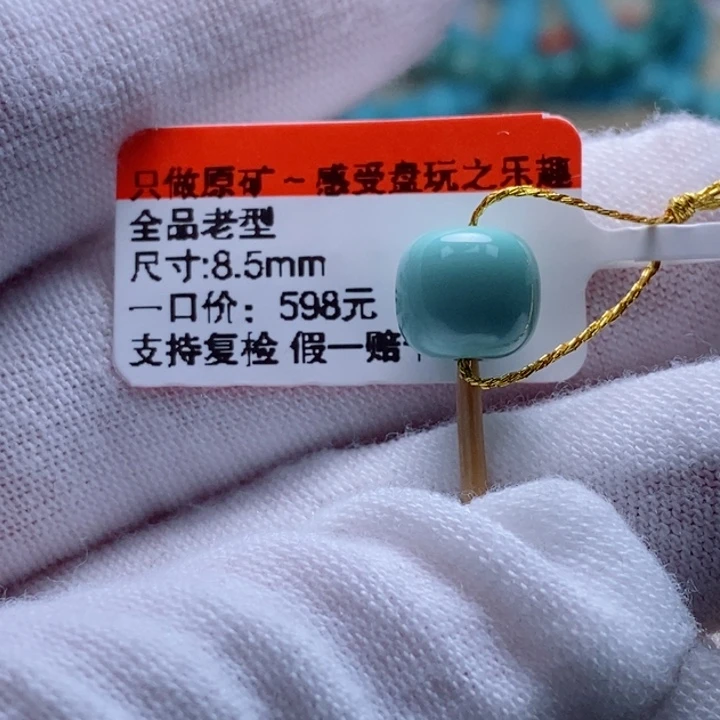 只做原矿~感受盘玩之乐趣
全品老型
尺寸:8.5mm
一口价：598元
支持复检 假一赔